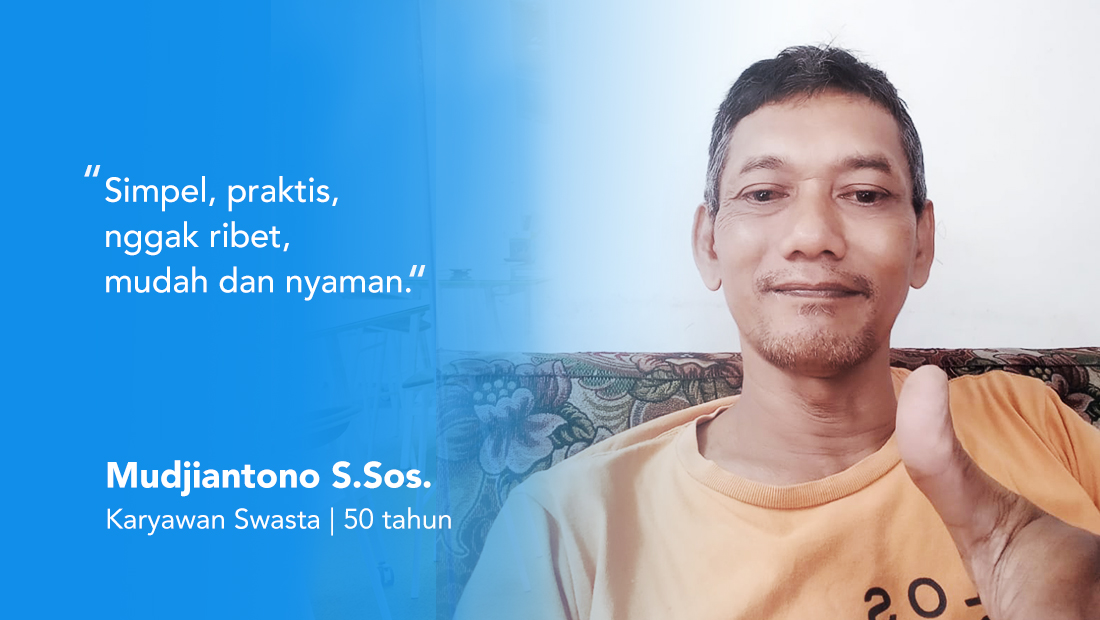 “Simpel, praktis,
nggak ribet,
mudah dan nyaman.“
Mudjiantono S.Sos.
Karyawan Swasta | 50 tahun